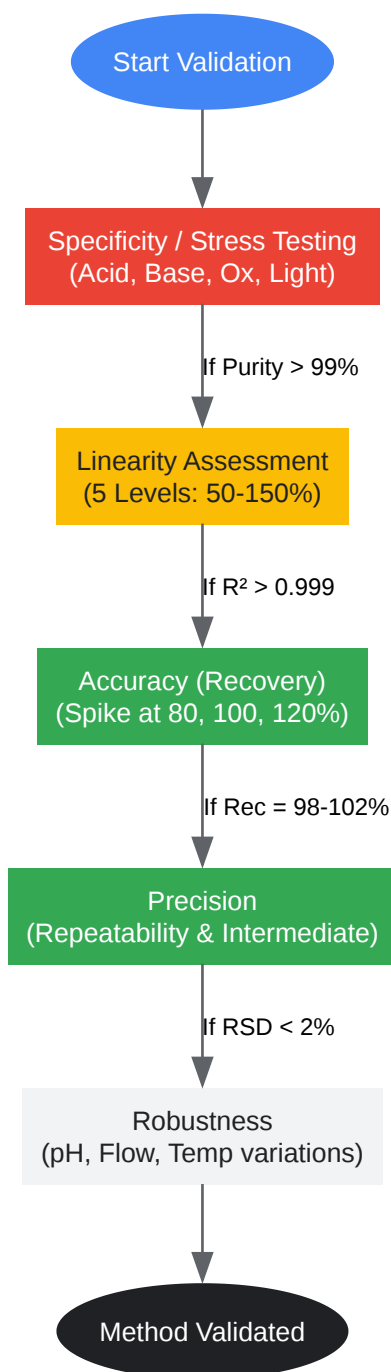 Start Validation
Specificity / Stress Testing
(Acid, Base, Ox, Light)
If Purity > 99%
Linearity Assessment
(5 Levels: 50-150%)
If R² > 0.999
Accuracy (Recovery)
(Spike at 80, 100, 120%)
If Rec = 98-102%
Precision
(Repeatability & Intermediate)
If RSD < 2%
Robustness
(pH, Flow, Temp variations)
Method Validated